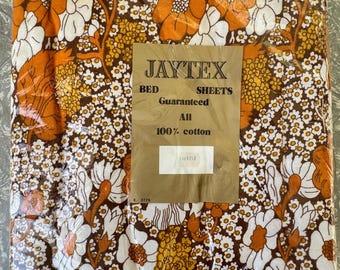 JAYTEX
BED SHEETS
Guaranteed
All
100% cotton